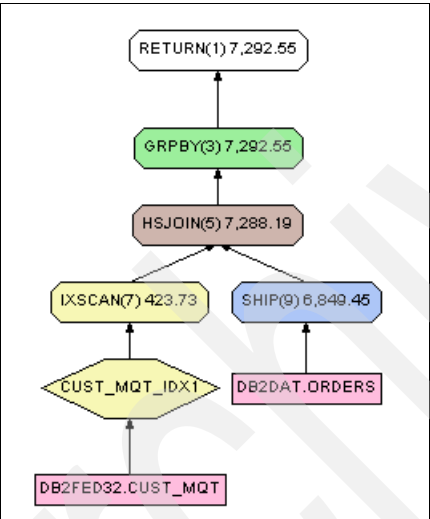 RETURN(1) 7,292.55
GRPBY(3) 7,292.55
HSJOIN(5) 7,288.19
IXSCAN(7) 423.73
SHIP(9) 6,849.45
CUST_MQT_IDX1
DB2DAT.ORDERS
DB2FED32.CUST_MQT